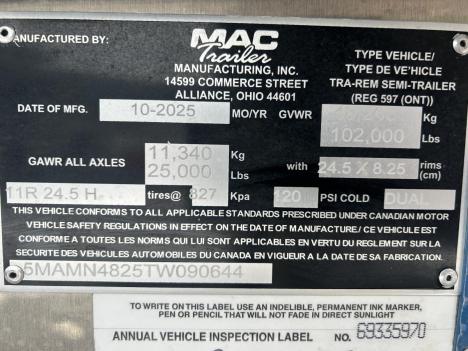 MANUFACTURED BY:
MAC
Trailer
MANUFACTURING, INC.
14599 COMMERCE STREET
ALLIANCE, OHIO 44601
TYPE VEHICLE/
TYPE DE VE'HICLE
TRA-REM SEMI-TRAILER
(REG 597 (ONT))
DATE OF MFG. 10-2025 MO/YR GVWR Kg
102,000 Lbs
GAWR ALL AXLES 11,340 Kg
25,000 Lbs
with 24.5 X 8.25 rims
(cm)
11R 24.5 H tires@ 827 Kpa 120 PSI COLD DUAL
THIS VEHICLE CONFORMS TO ALL APPLICABLE STANDARDS PRESCRIBED UNDER CANADIAN MOTOR
VEHICLE SAFETY REGULATIONS IN EFFECT ON THE DATE OF MANUFACTURE / CE VEHICULE EST
CONFORME A TOUTES LES NORMS QUI LUI SONT APPLICABLES EN VERTU DU REGLEMENT SUR LA
SECURITE DES VEHICULES AUTOMOBILES DU CANADA EN VIGUEUR A LA DATE DE SA FABRICATION.
5MAMN4825TW090644
TO WRITE ON THIS LABEL USE AN INDELIBLE, PERMANENT INK MARKER,
PEN OR PENCIL THAT WILL NOT FADE IN DIRECT SUNLIGHT
ANNUAL VEHICLE INSPECTION LABEL NO. 69335970